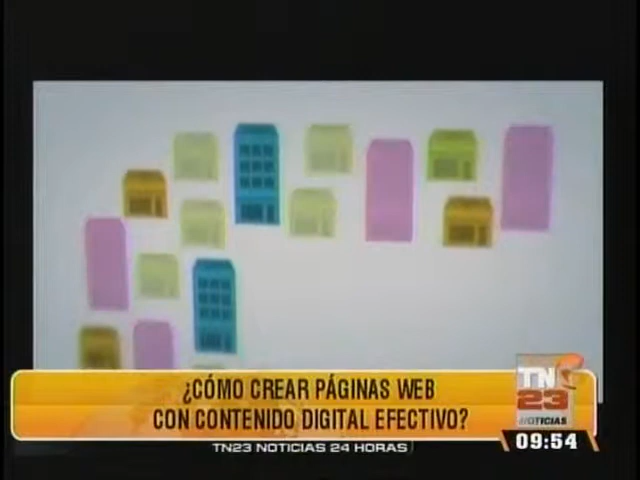 ¿CÓMO CREAR PÁGINAS WEB
CON CONTENIDO DIGITAL EFECTIVO?
TN
23
NOTICIAS
09:54
TN23 NOTICIAS 24 HORAS